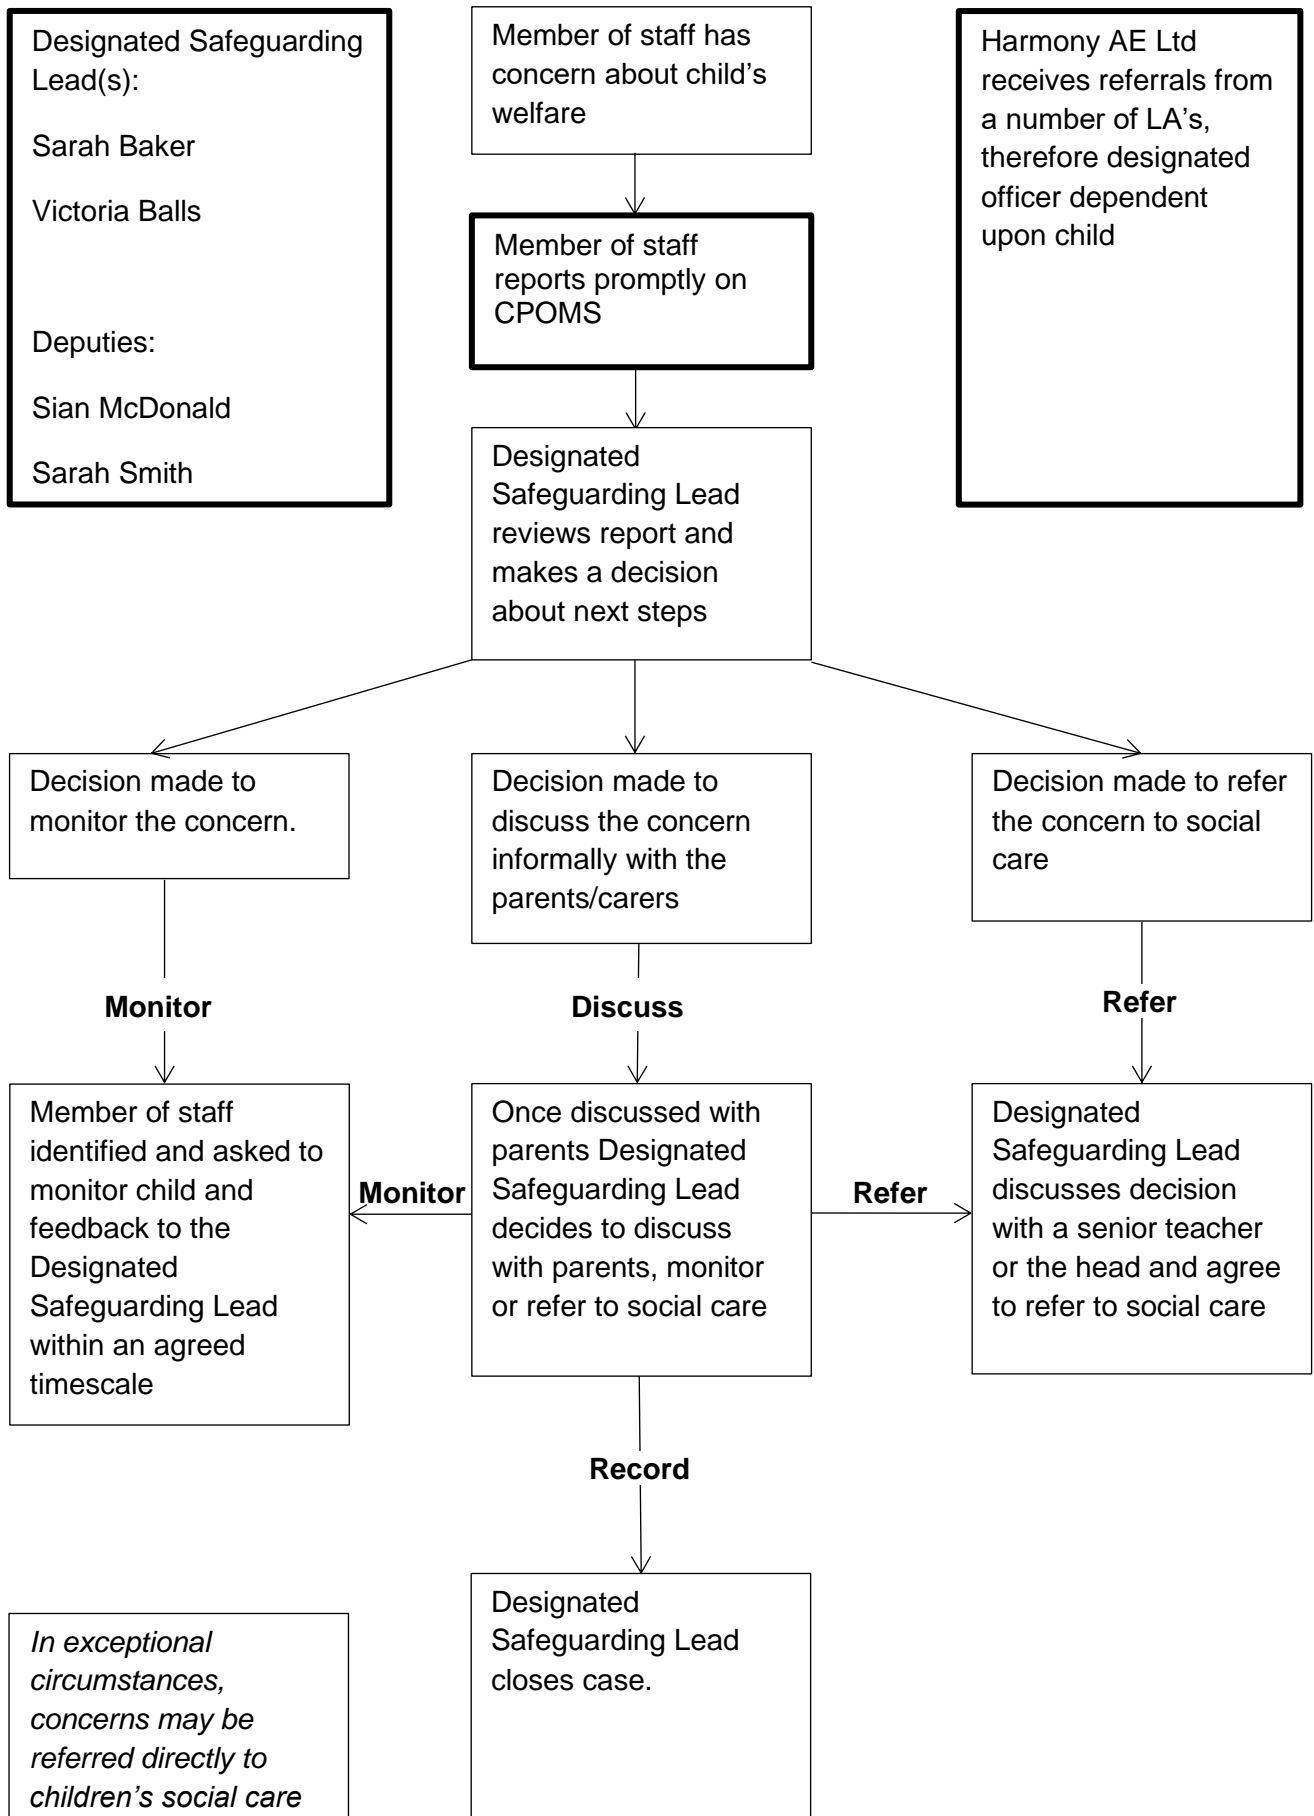 Designated Safeguarding
Lead(s):
Sarah Baker
Victoria Balls
Deputies:
Sian McDonald
Sarah Smith
Member of staff has
concern about child’s
welfare
Harmony AE Ltd
receives referrals from
a number of LA’s,
therefore designated
officer dependent
upon child
Member of staff
reports promptly on
CPOMS
Designated
Safeguarding Lead
reviews report and
makes a decision
about next steps
Decision made to
monitor the concern.
Decision made to
discuss the concern
informally with the
parents/carers
Decision made to refer
the concern to social
care
Monitor
Discuss
Refer
Member of staff
identified and asked to
monitor child and
feedback to the
Designated
Safeguarding Lead
within an agreed
timescale
Monitor
Once discussed with
parents Designated
Safeguarding Lead
decides to discuss
with parents, monitor
or refer to social care
Refer
Designated
Safeguarding Lead
discusses decision
with a senior teacher
or the head and agree
to refer to social care
Record
Designated
Safeguarding Lead
closes case.
In exceptional
circumstances,
concerns may be
referred directly to
children’s social care